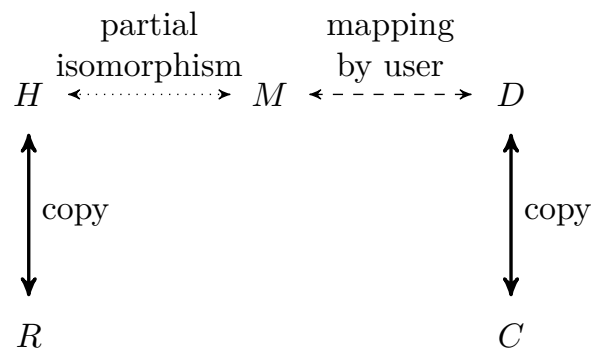 partial
isomorphism
mapping
by user
H
M
D
copy
copy
R
C